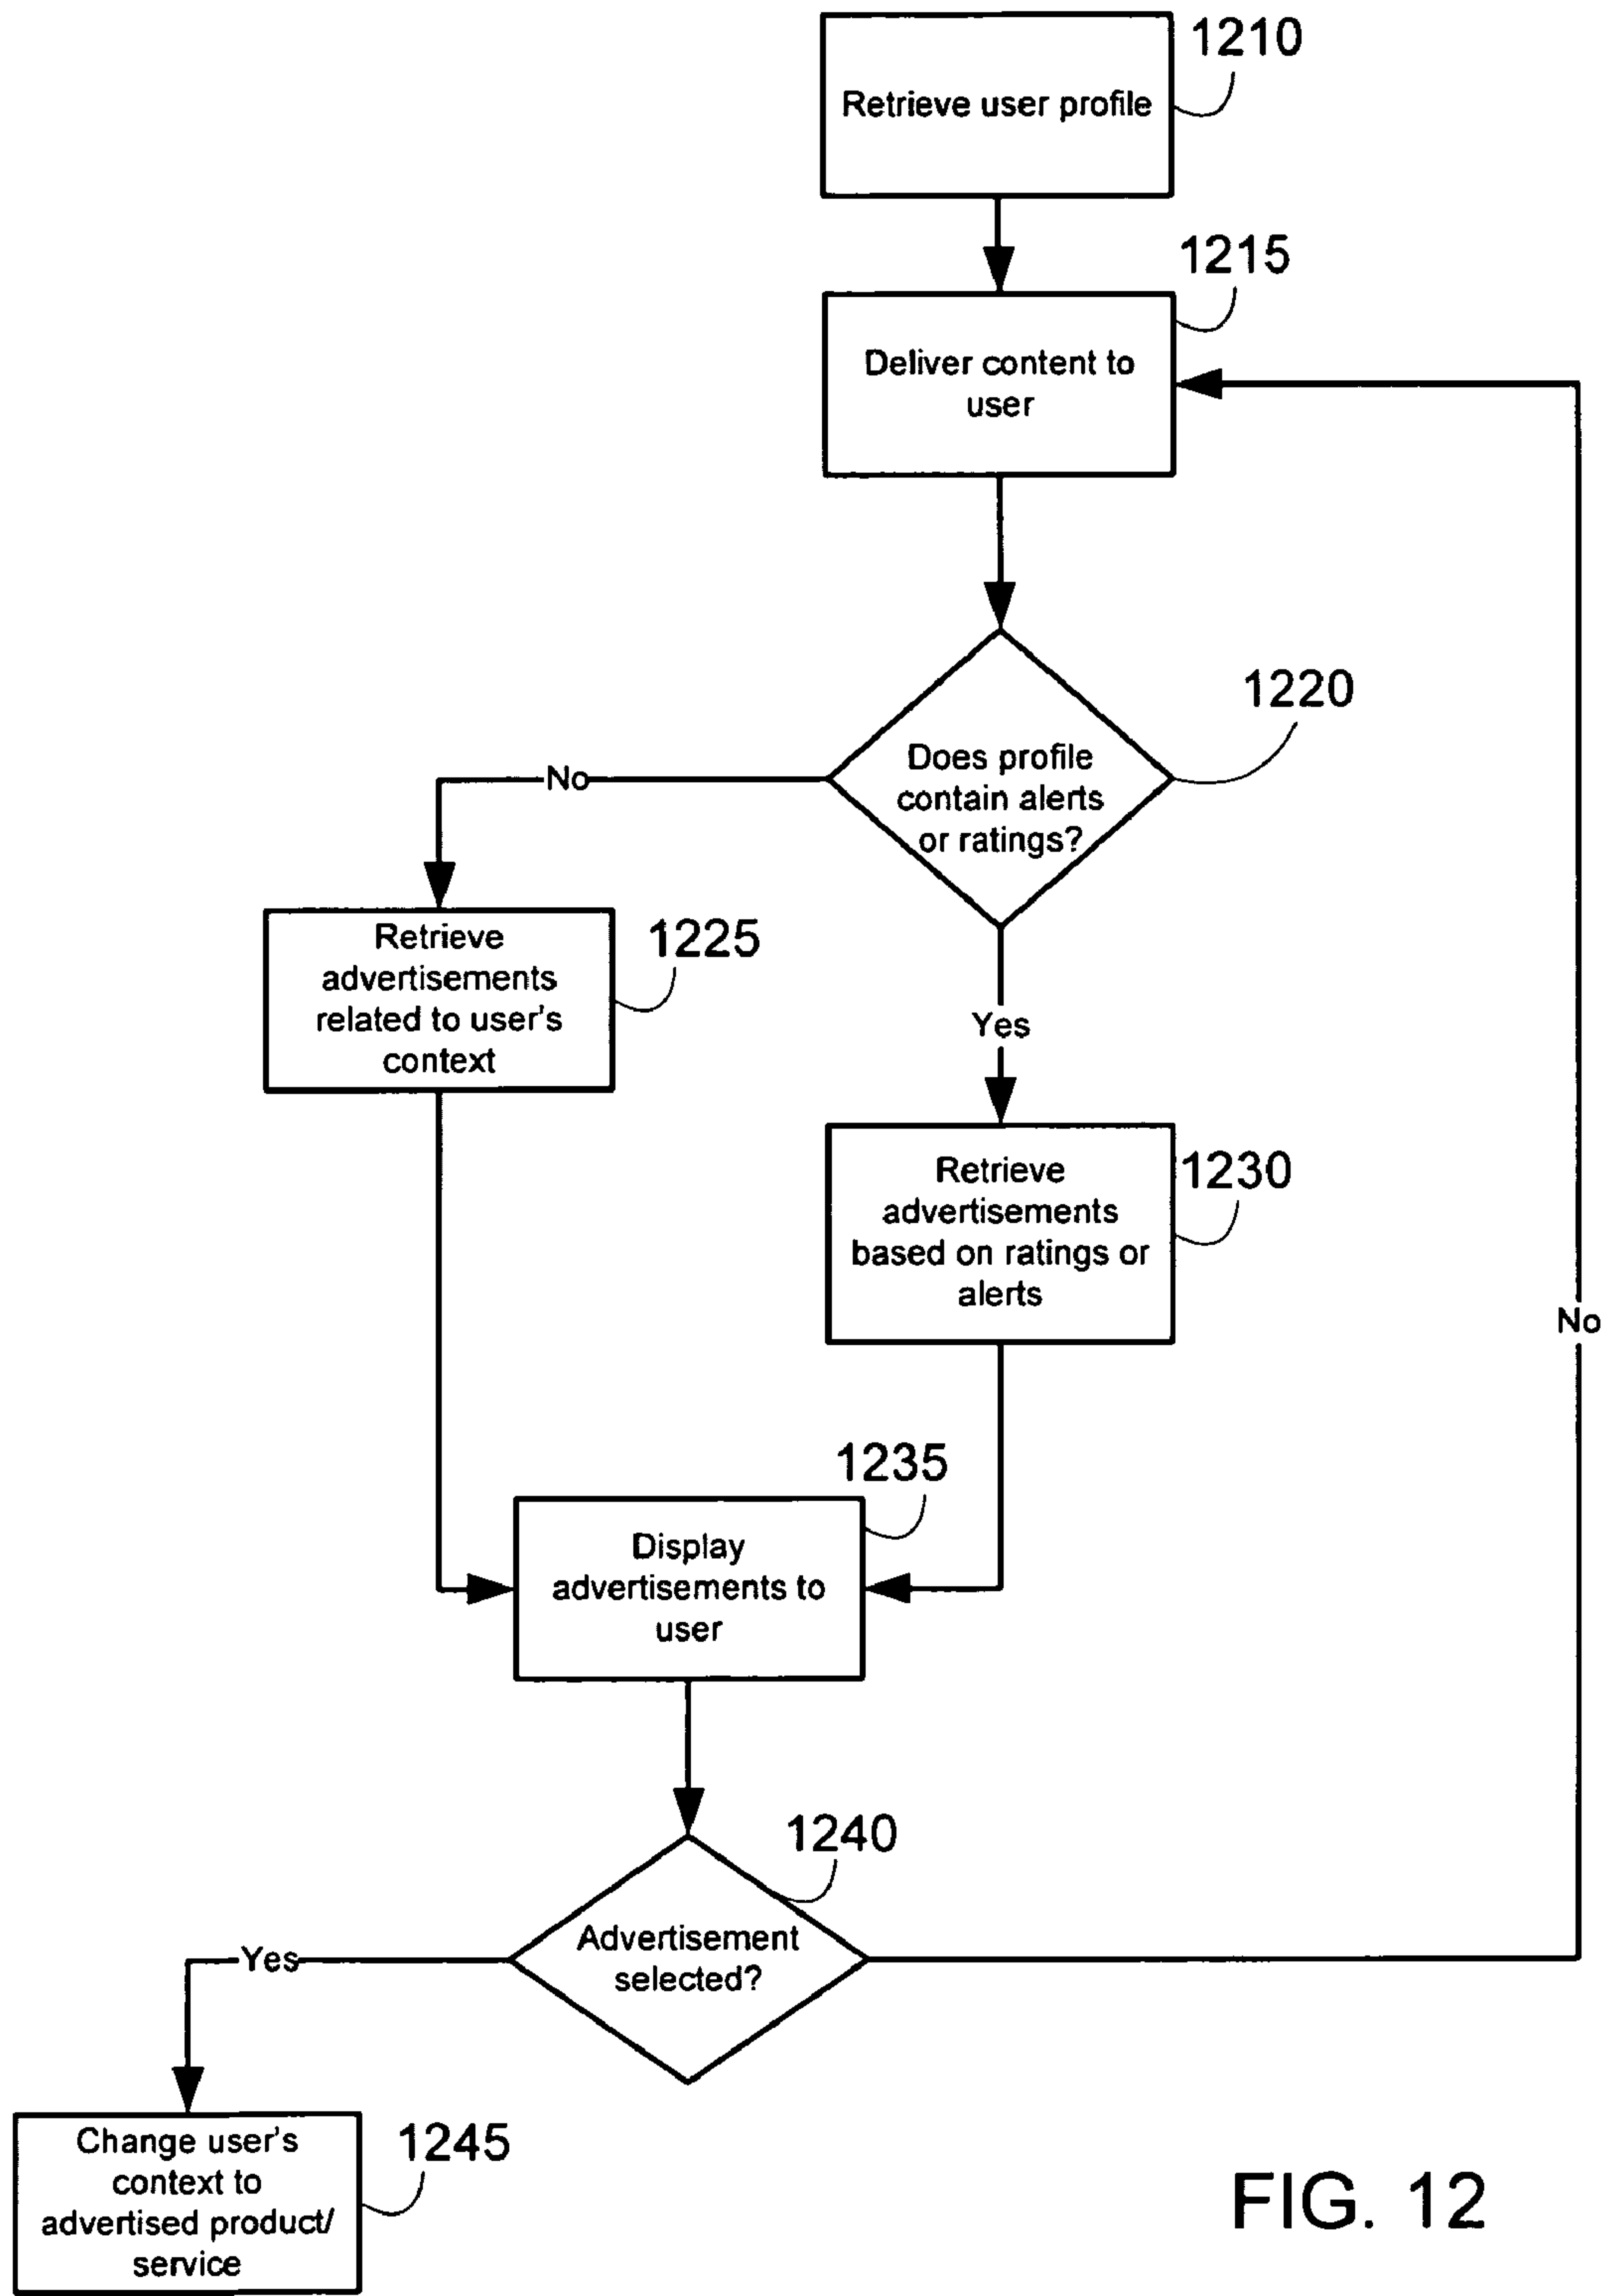 1210
Retrieve user profile
1215
Deliver content to
user
1220
Does profile
contain alerts
or ratings?
No
Retrieve
advertisements
related to user's
context
1225
Yes
Retrieve
advertisements
based on ratings or
alerts
1230
No
1235
Display
advertisements to
user
1240
Advertisement
selected?
Yes
Change user's
context to
advertised product/
service
1245
FIG. 12